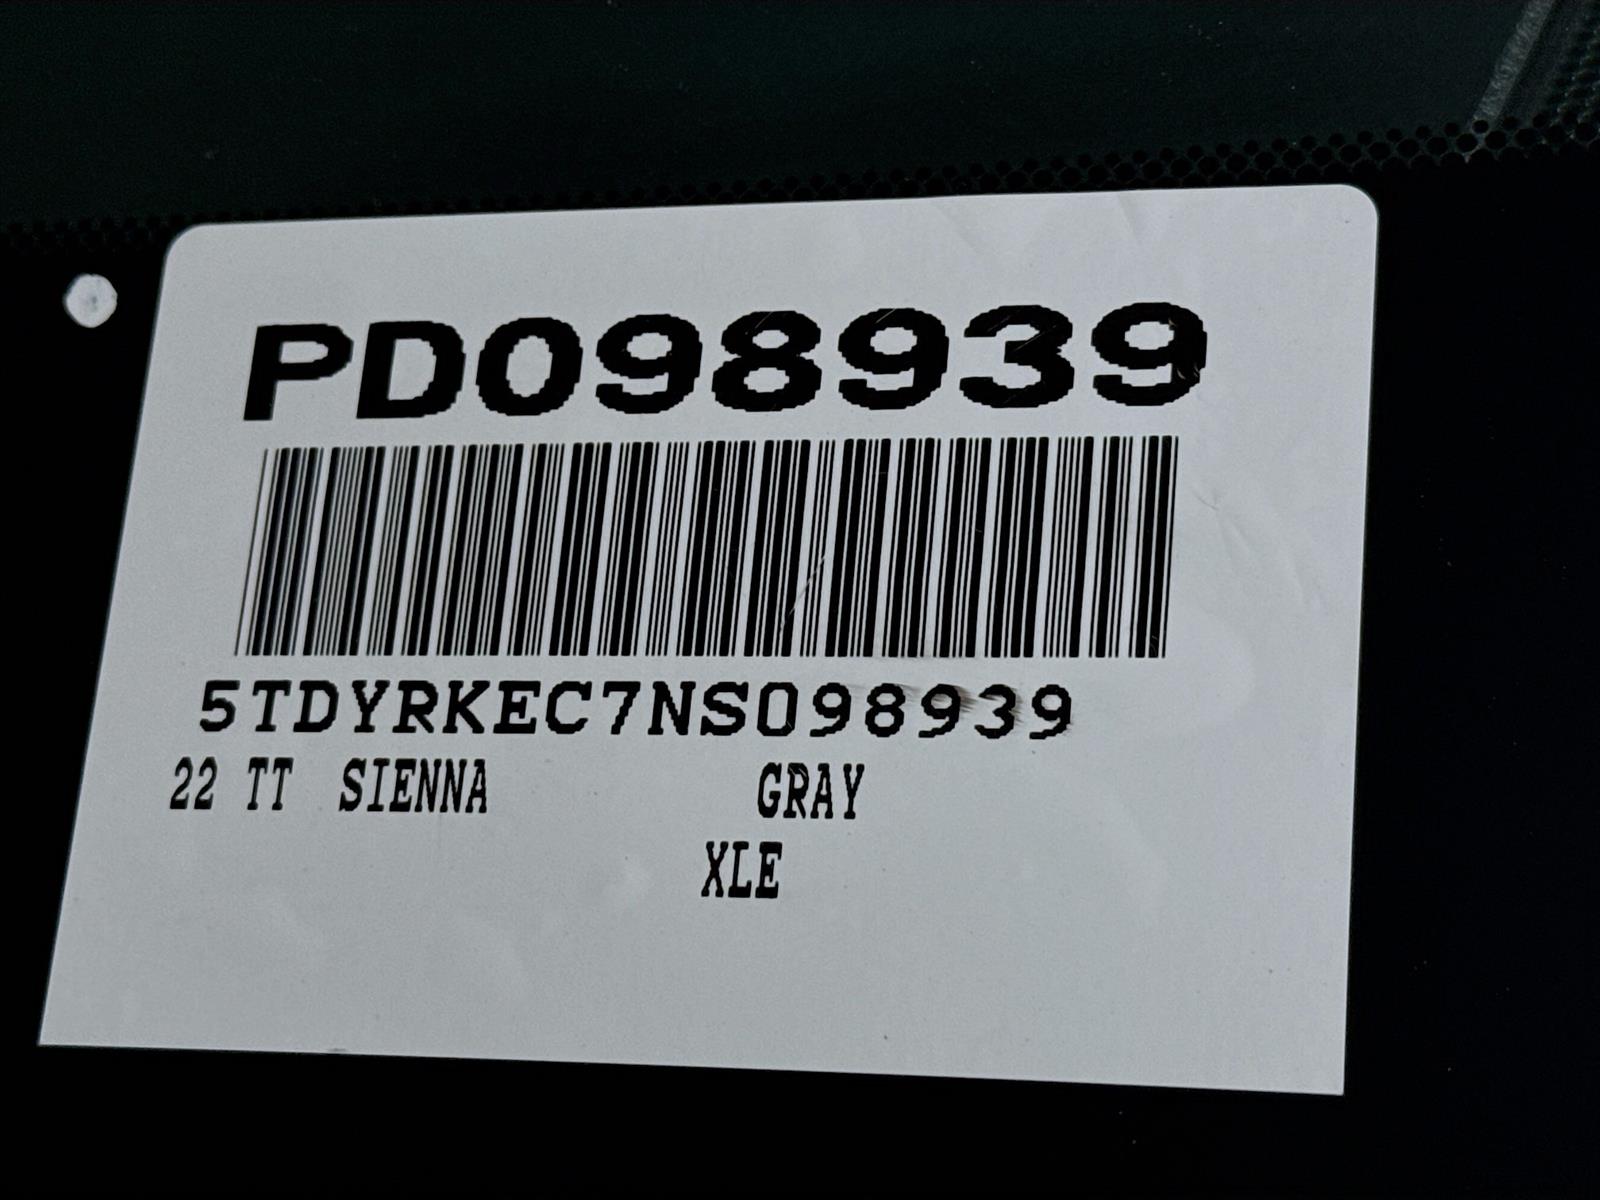 PD098939
5TDYRKEC7NS098939
22 TT SIENNA GRAY
XLE